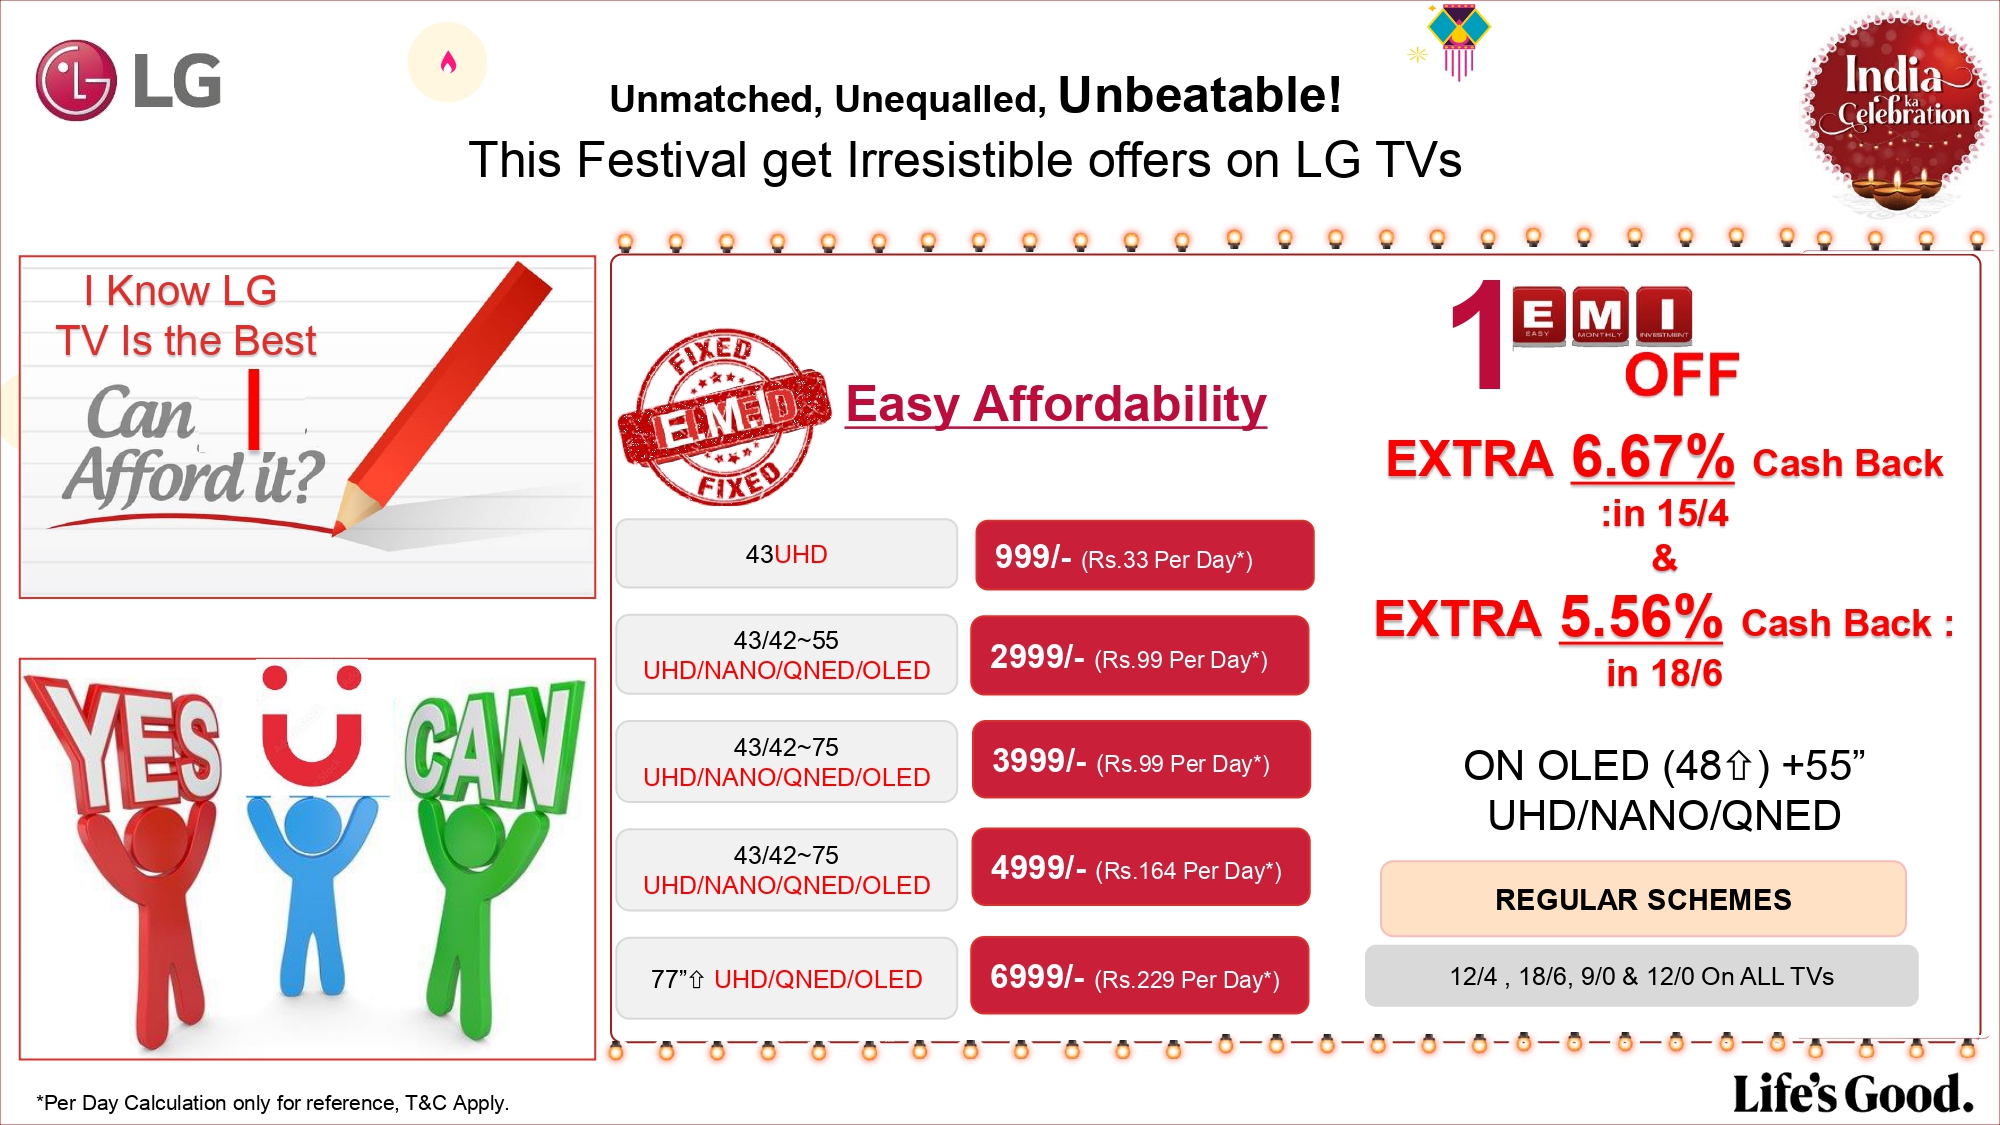 LG
Unmatched, Unequalled, Unbeatable!
This Festival get Irresistible offers on LG TVs
India
ka
Celebration
I Know LG
TV Is the Best
Can I
Afford it?
YES
CAN
FIXED
EMI
FIXED
Easy Affordability
43UHD
999/- (Rs.33 Per Day*)
43/42~55
UHD/NANO/QNED/OLED
2999/- (Rs.99 Per Day*)
43/42~75
UHD/NANO/QNED/OLED
3999/- (Rs.99 Per Day*)
43/42~75
UHD/NANO/QNED/OLED
4999/- (Rs.164 Per Day*)
77”⇧ UHD/QNED/OLED
6999/- (Rs.229 Per Day*)
1 EMI
EASY MONTHLY INVESTMENT
OFF
EXTRA 6.67% Cash Back
:in 15/4
&
EXTRA 5.56% Cash Back :
in 18/6
ON OLED (48⇧) +55”
UHD/NANO/QNED
REGULAR SCHEMES
12/4 , 18/6, 9/0 & 12/0 On ALL TVs
*Per Day Calculation only for reference, T&C Apply.
Life's Good.